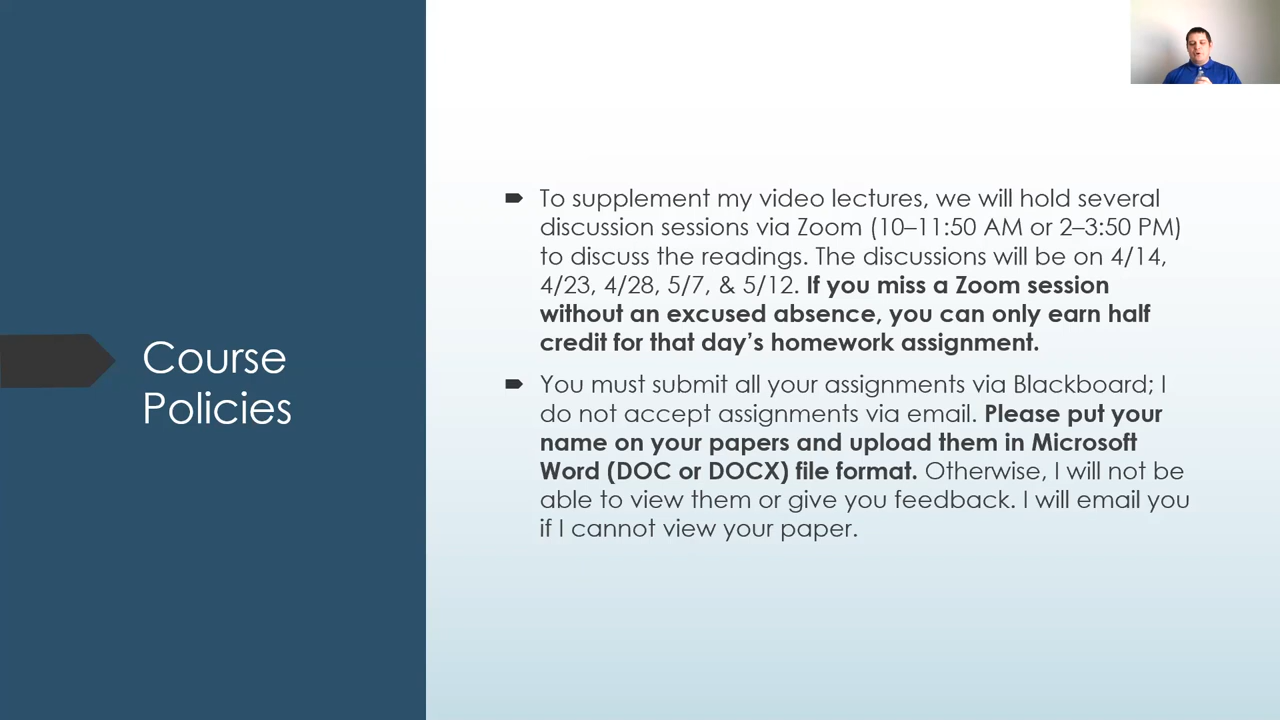 Course
Policies
To supplement my video lectures, we will hold several
discussion sessions via Zoom (10–11:50 AM or 2–3:50 PM)
to discuss the readings. The discussions will be on 4/14,
4/23, 4/28, 5/7, & 5/12. If you miss a Zoom session
without an excused absence, you can only earn half
credit for that day’s homework assignment.
You must submit all your assignments via Blackboard; I
do not accept assignments via email. Please put your
name on your papers and upload them in Microsoft
Word (DOC or DOCX) file format. Otherwise, I will not be
able to view them or give you feedback. I will email you
if I cannot view your paper.